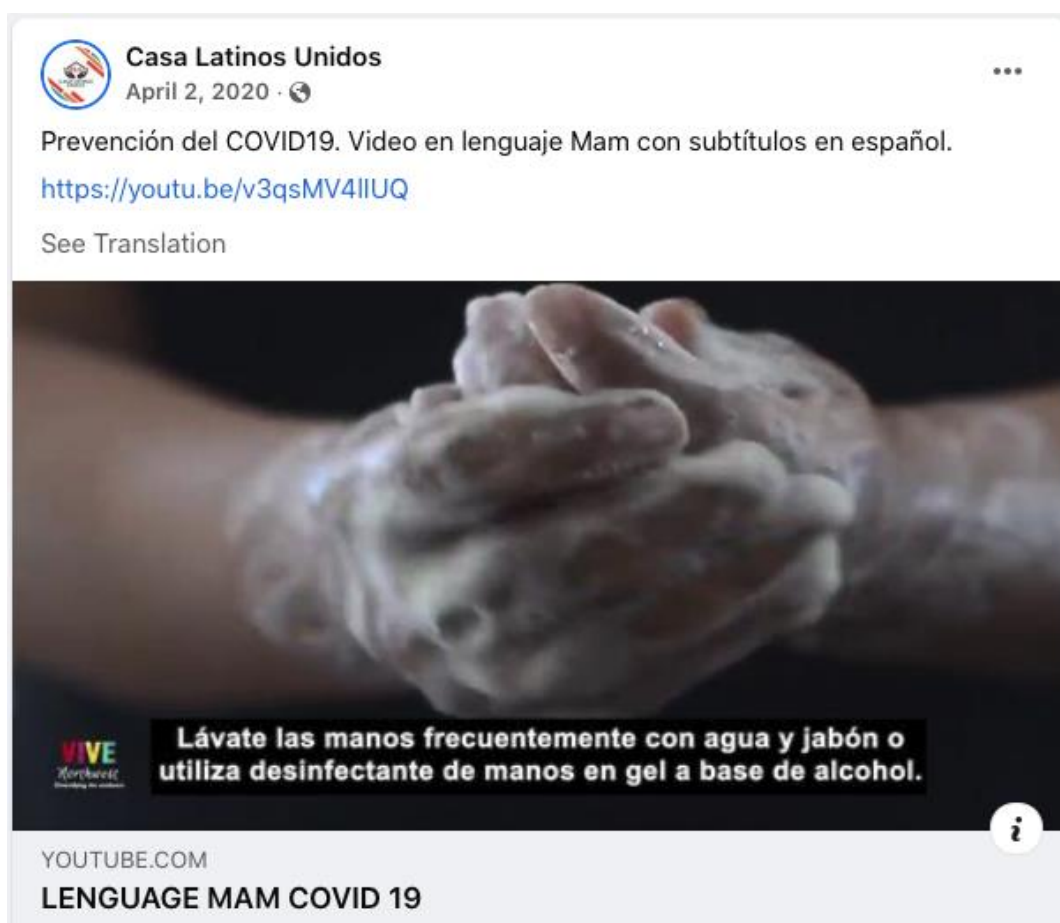 Casa Latinos Unidos
April 2, 2020 ·
Prevención del COVID19. Video en lenguaje Mam con subtítulos en español.
https://youtu.be/v3qsMV4lIUQ
See Translation
VIVE
Northwest
Lávate las manos frecuentemente con agua y jabón o
utiliza desinfectante de manos en gel a base de alcohol.
YOUTUBE.COM
LENGUAGE MAM COVID 19